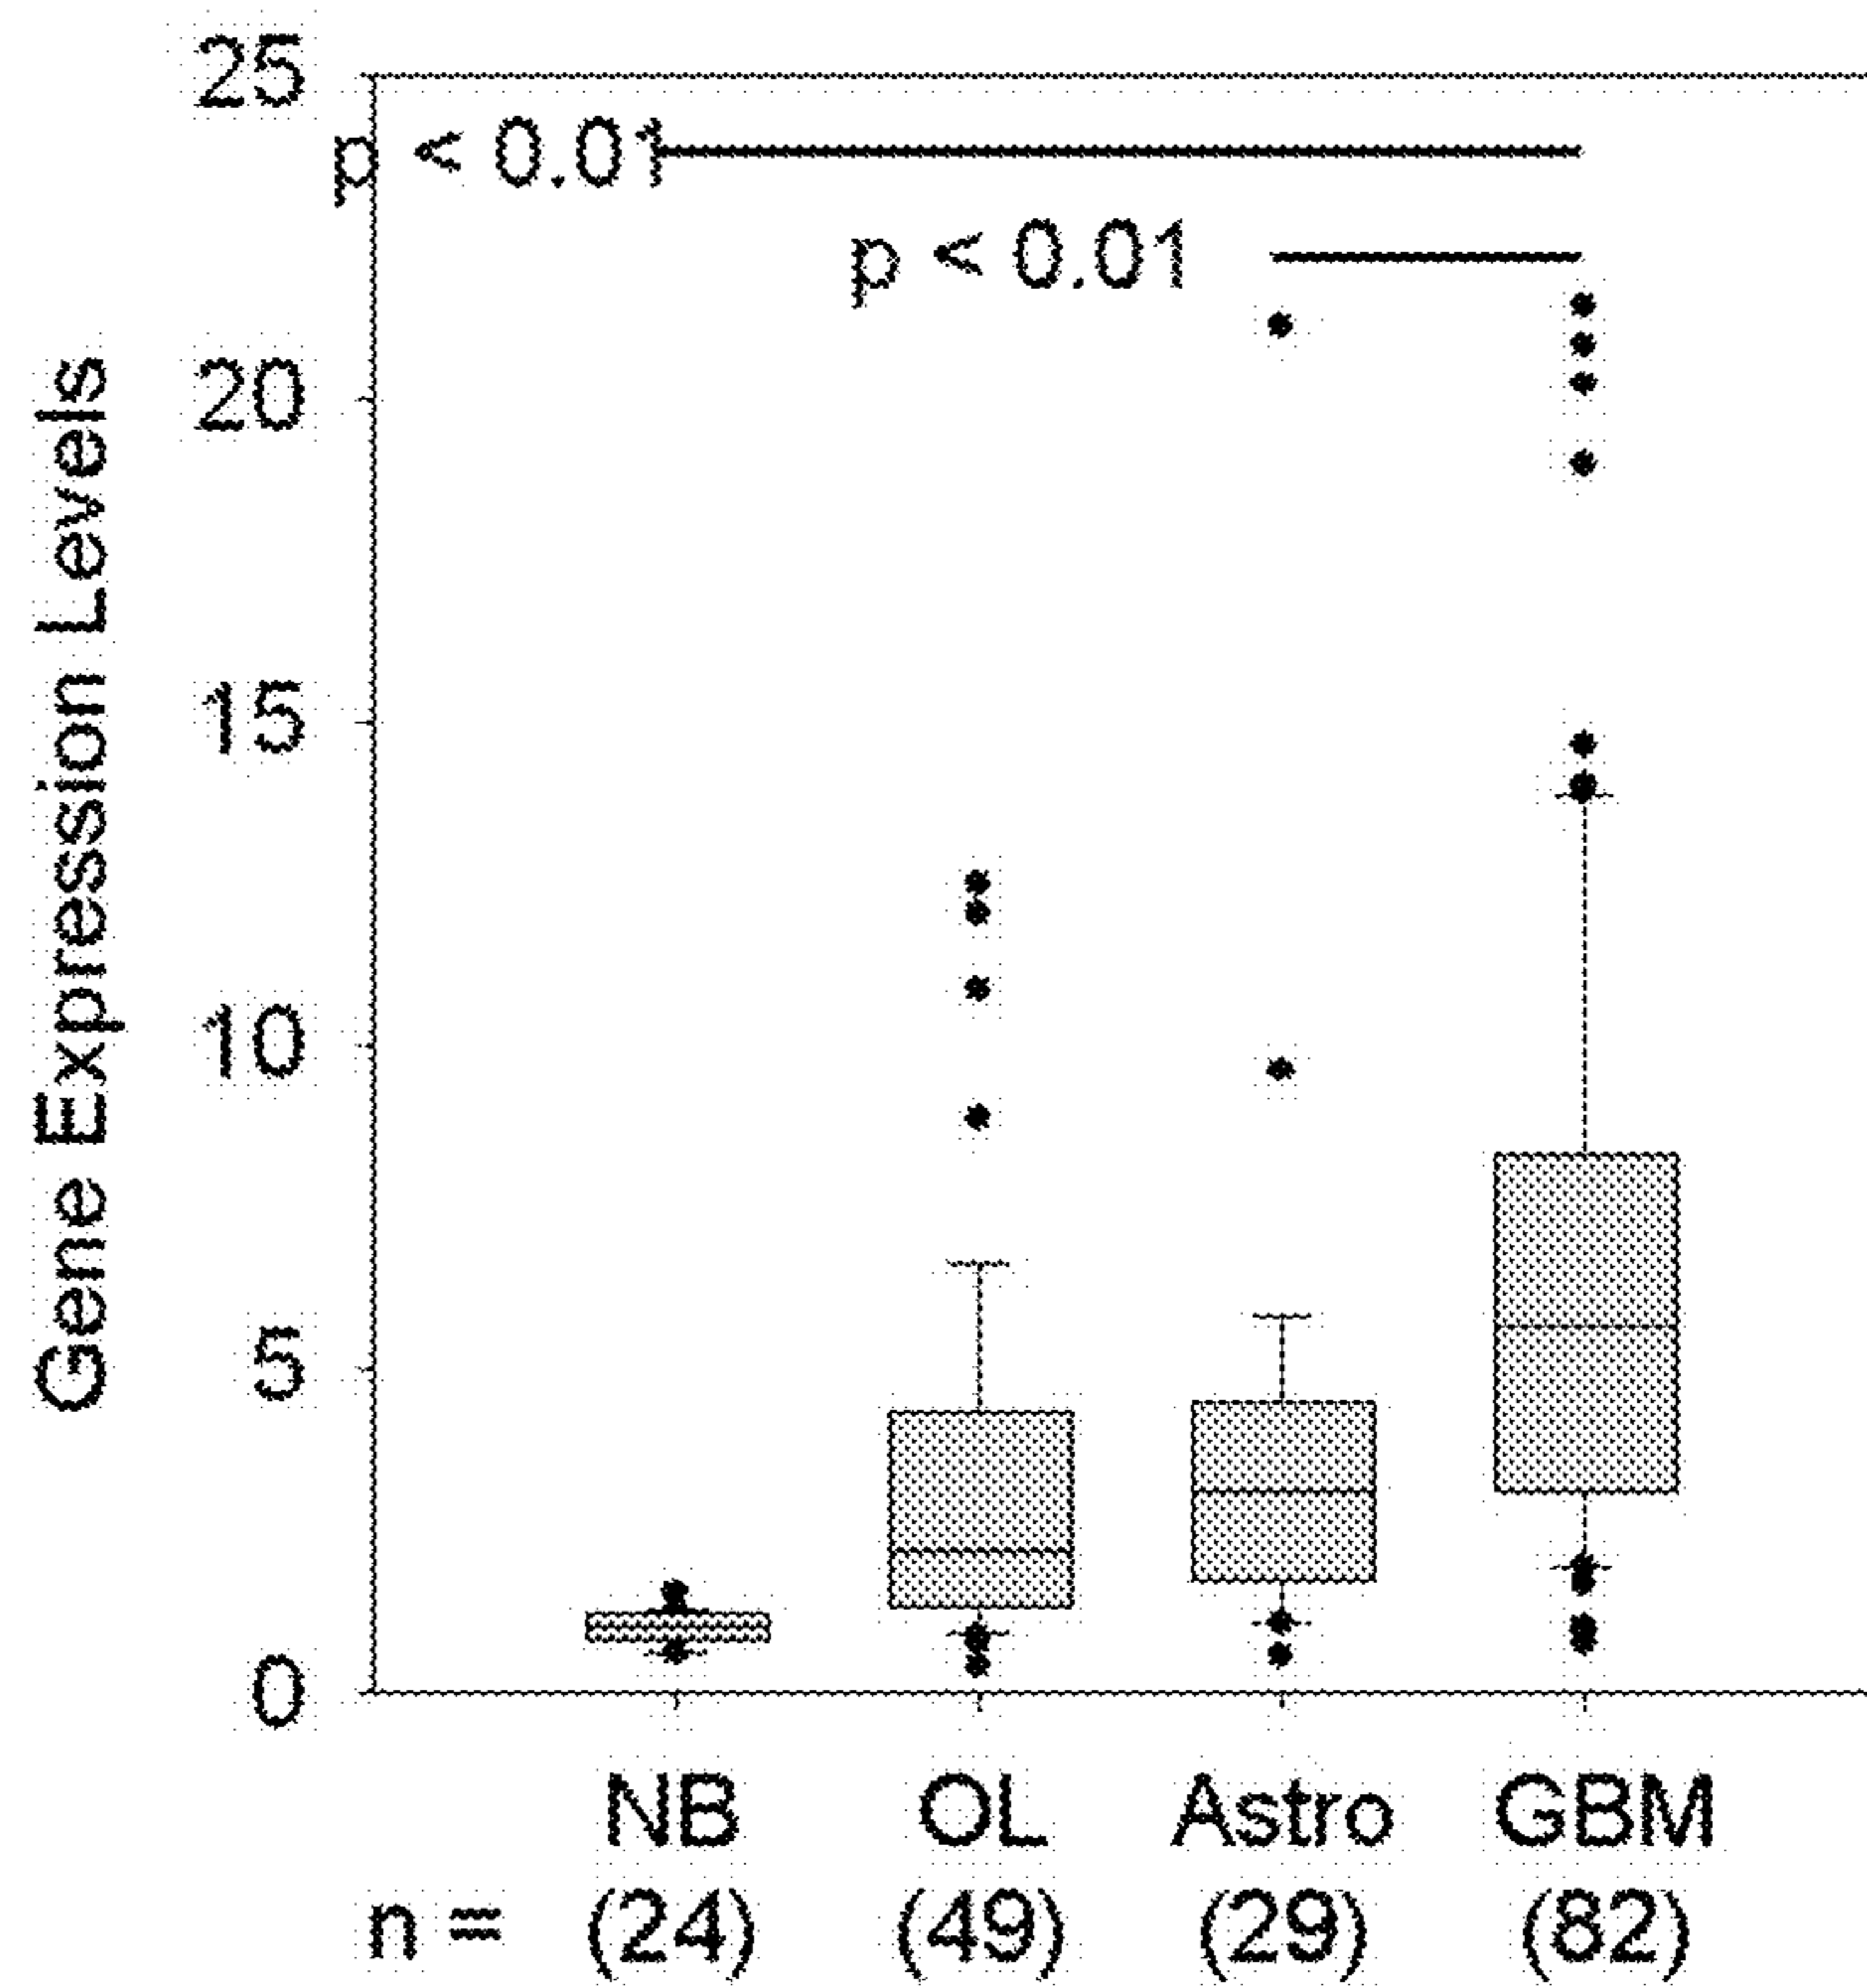 Gene Expression Levels
25
20
15
10
5
0
p < 0.01
p < 0.01
NB OL Astro GBM
n = (24) (49) (29) (82)